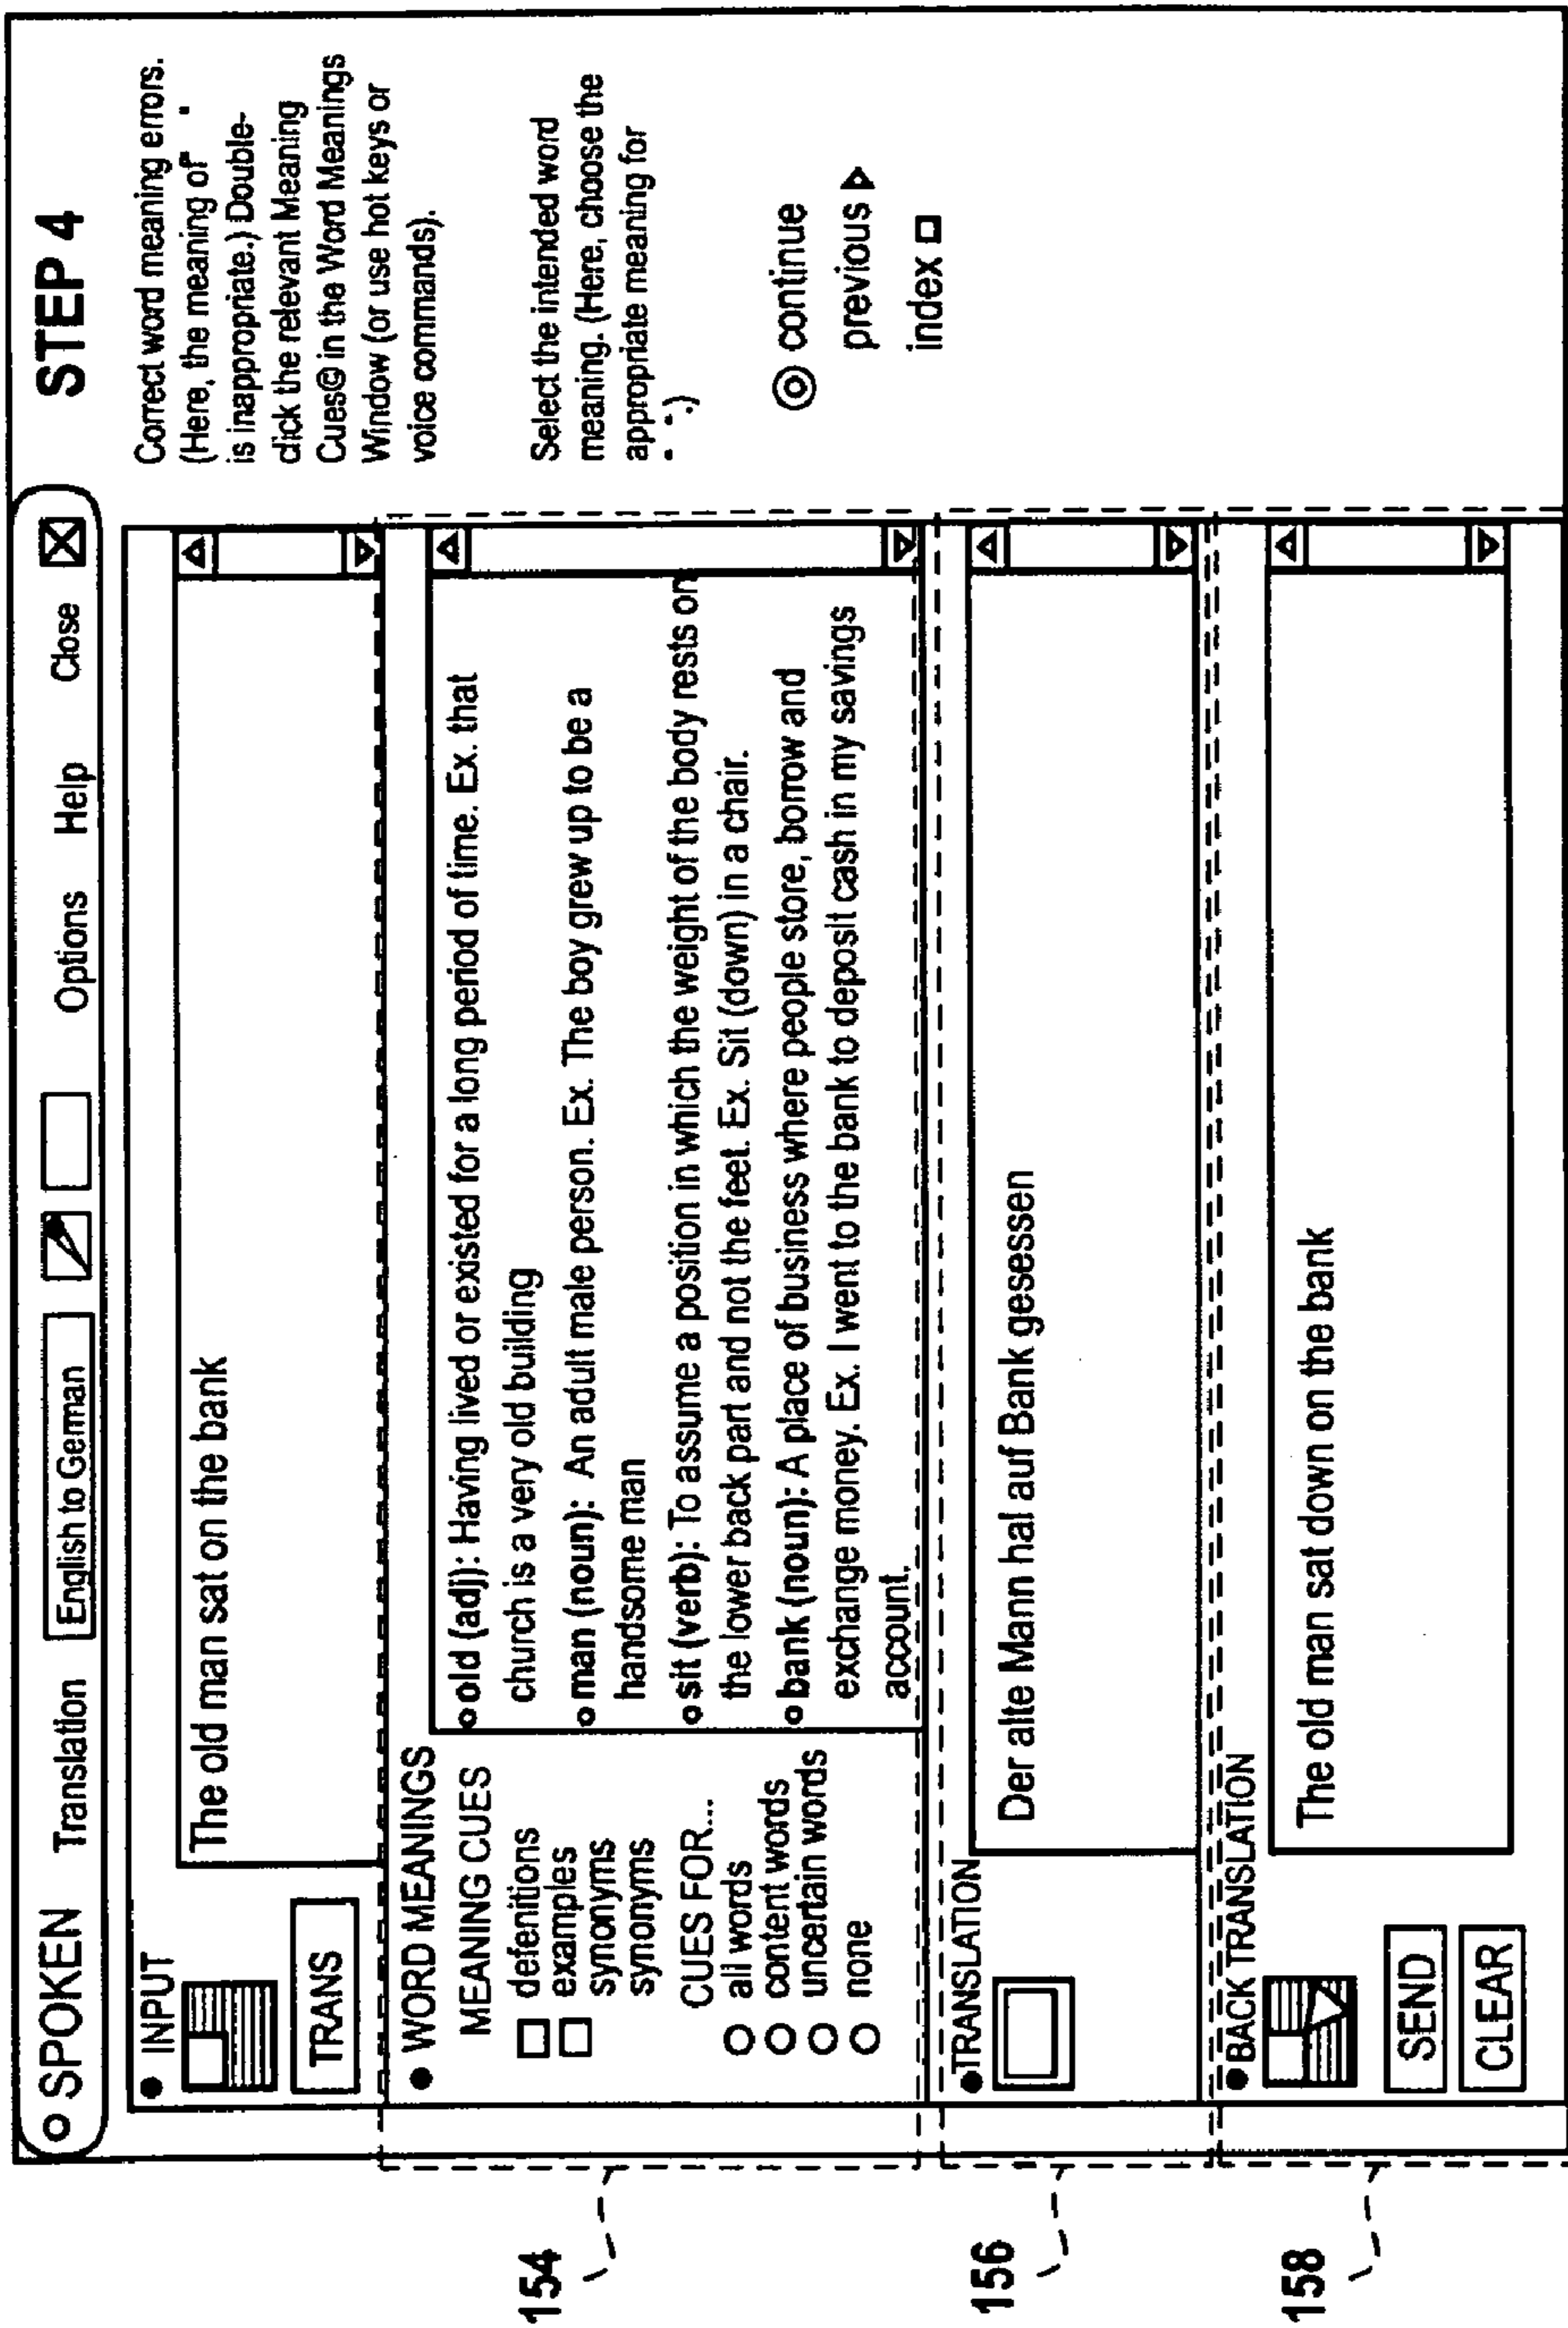 SPOKEN Translation English to German Options Help Close
STEP 4
INPUT
TRANS
The old man sat on the bank
WORD MEANINGS
MEANING CUES
defenitions
examples
synonyms
synonyms
CUES FOR...
all words
content words
uncertain words
none
old (adj): Having lived or existed for a long period of time. Ex. that
church is a very old building
man (noun): An adult male person. Ex. The boy grew up to be a
handsome man
sit (verb): To assume a position in which the weight of the body rests on
the lower back part and not the feet. Ex. Sit (down) in a chair.
bank (noun): A place of business where people store, borrow and
exchange money. Ex. I went to the bank to deposit cash in my savings
account.
TRANSLATION
Der alte Mann hal auf Bank gesessen
BACK TRANSLATION
The old man sat down on the bank
SEND
CLEAR
Correct word meaning errors.
(Here, the meaning of " "
is inappropriate.) Double-
click the relevant Meaning
Cues© in the Word Meanings
Window (or use hot keys or
voice commands).
Select the intended word
meaning. (Here, choose the
appropriate meaning for
" ".)
continue
previous
index
154
156
158